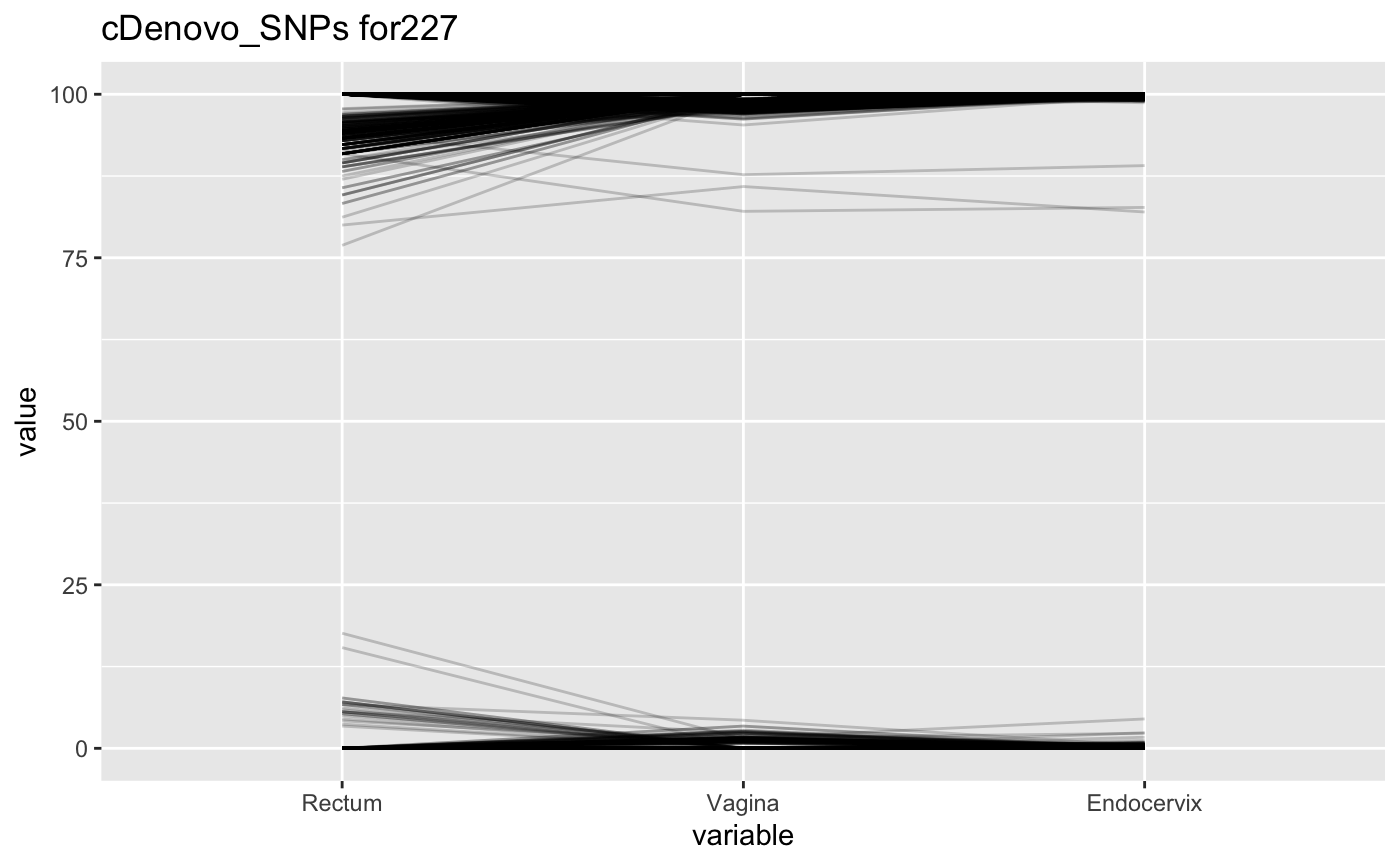 cDenovo_SNPs for227
100
75
50
25
0
value
Rectum
Vagina
Endocervix
variable